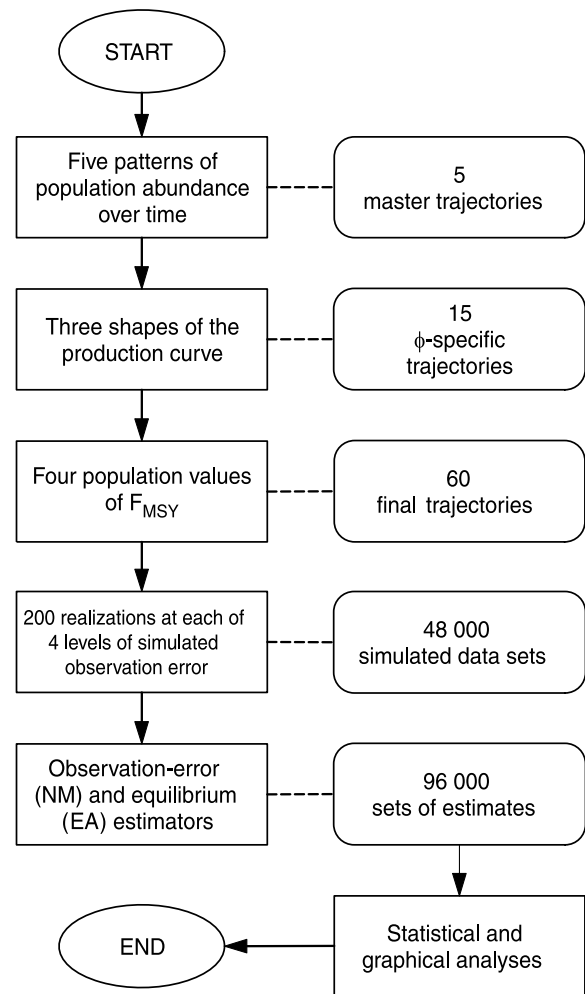 START
Five patterns of
population abundance
over time
5
master trajectories
Three shapes of the
production curve
15
ϕ-specific
trajectories
Four population values
of FMSY
60
final trajectories
200 realizations at each of
4 levels of simulated
observation error
48 000
simulated data sets
Observation-error
(NM) and equilibrium
(EA) estimators
96 000
sets of estimates
Statistical and
graphical analyses
END